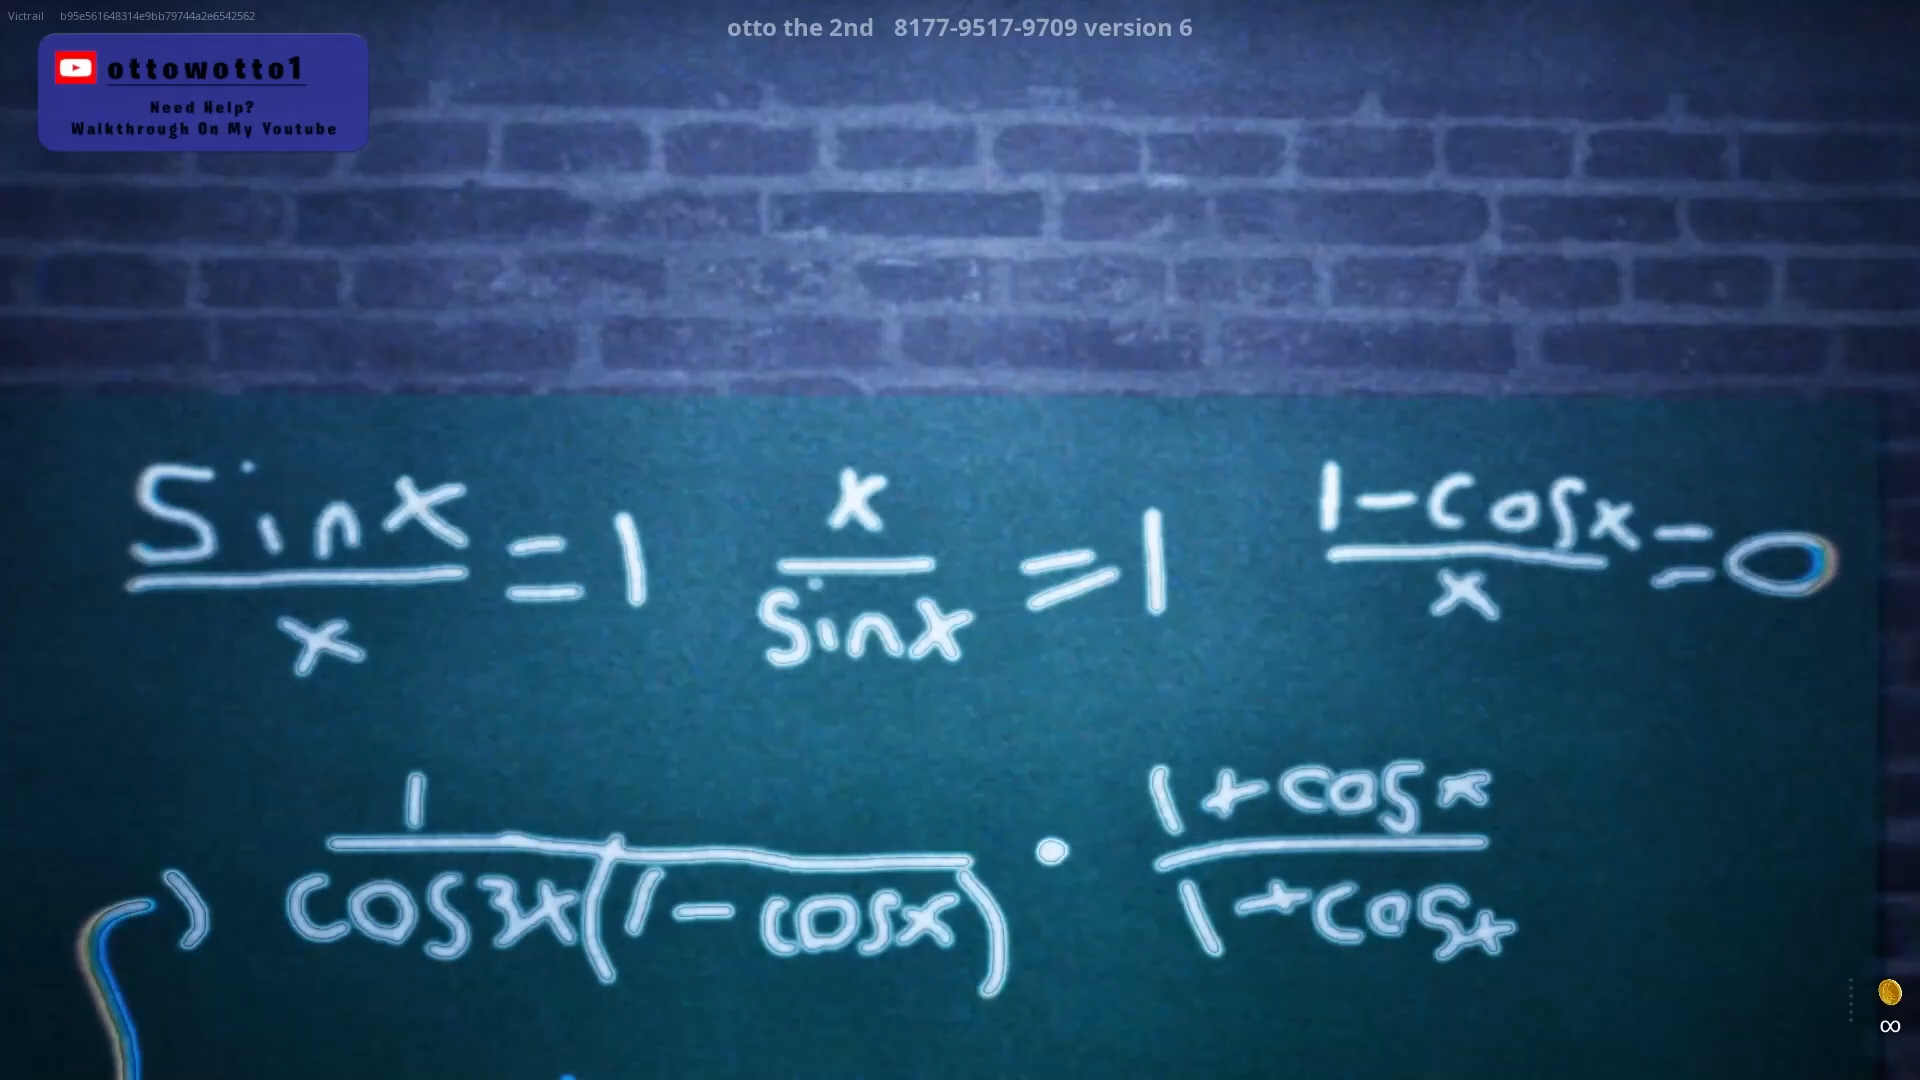 Victrail b95e561648314e9bb79744a2e6542562
otto the 2nd 8177-9517-9709 version 6
ottowotto1
Need Help?
Walkthrough On My Youtube
sinx/x = 1
x/sinx = 1
1-cosx/x = 0
1/cos3x(1-cosx) · 1+cosx/1+cosx
∞